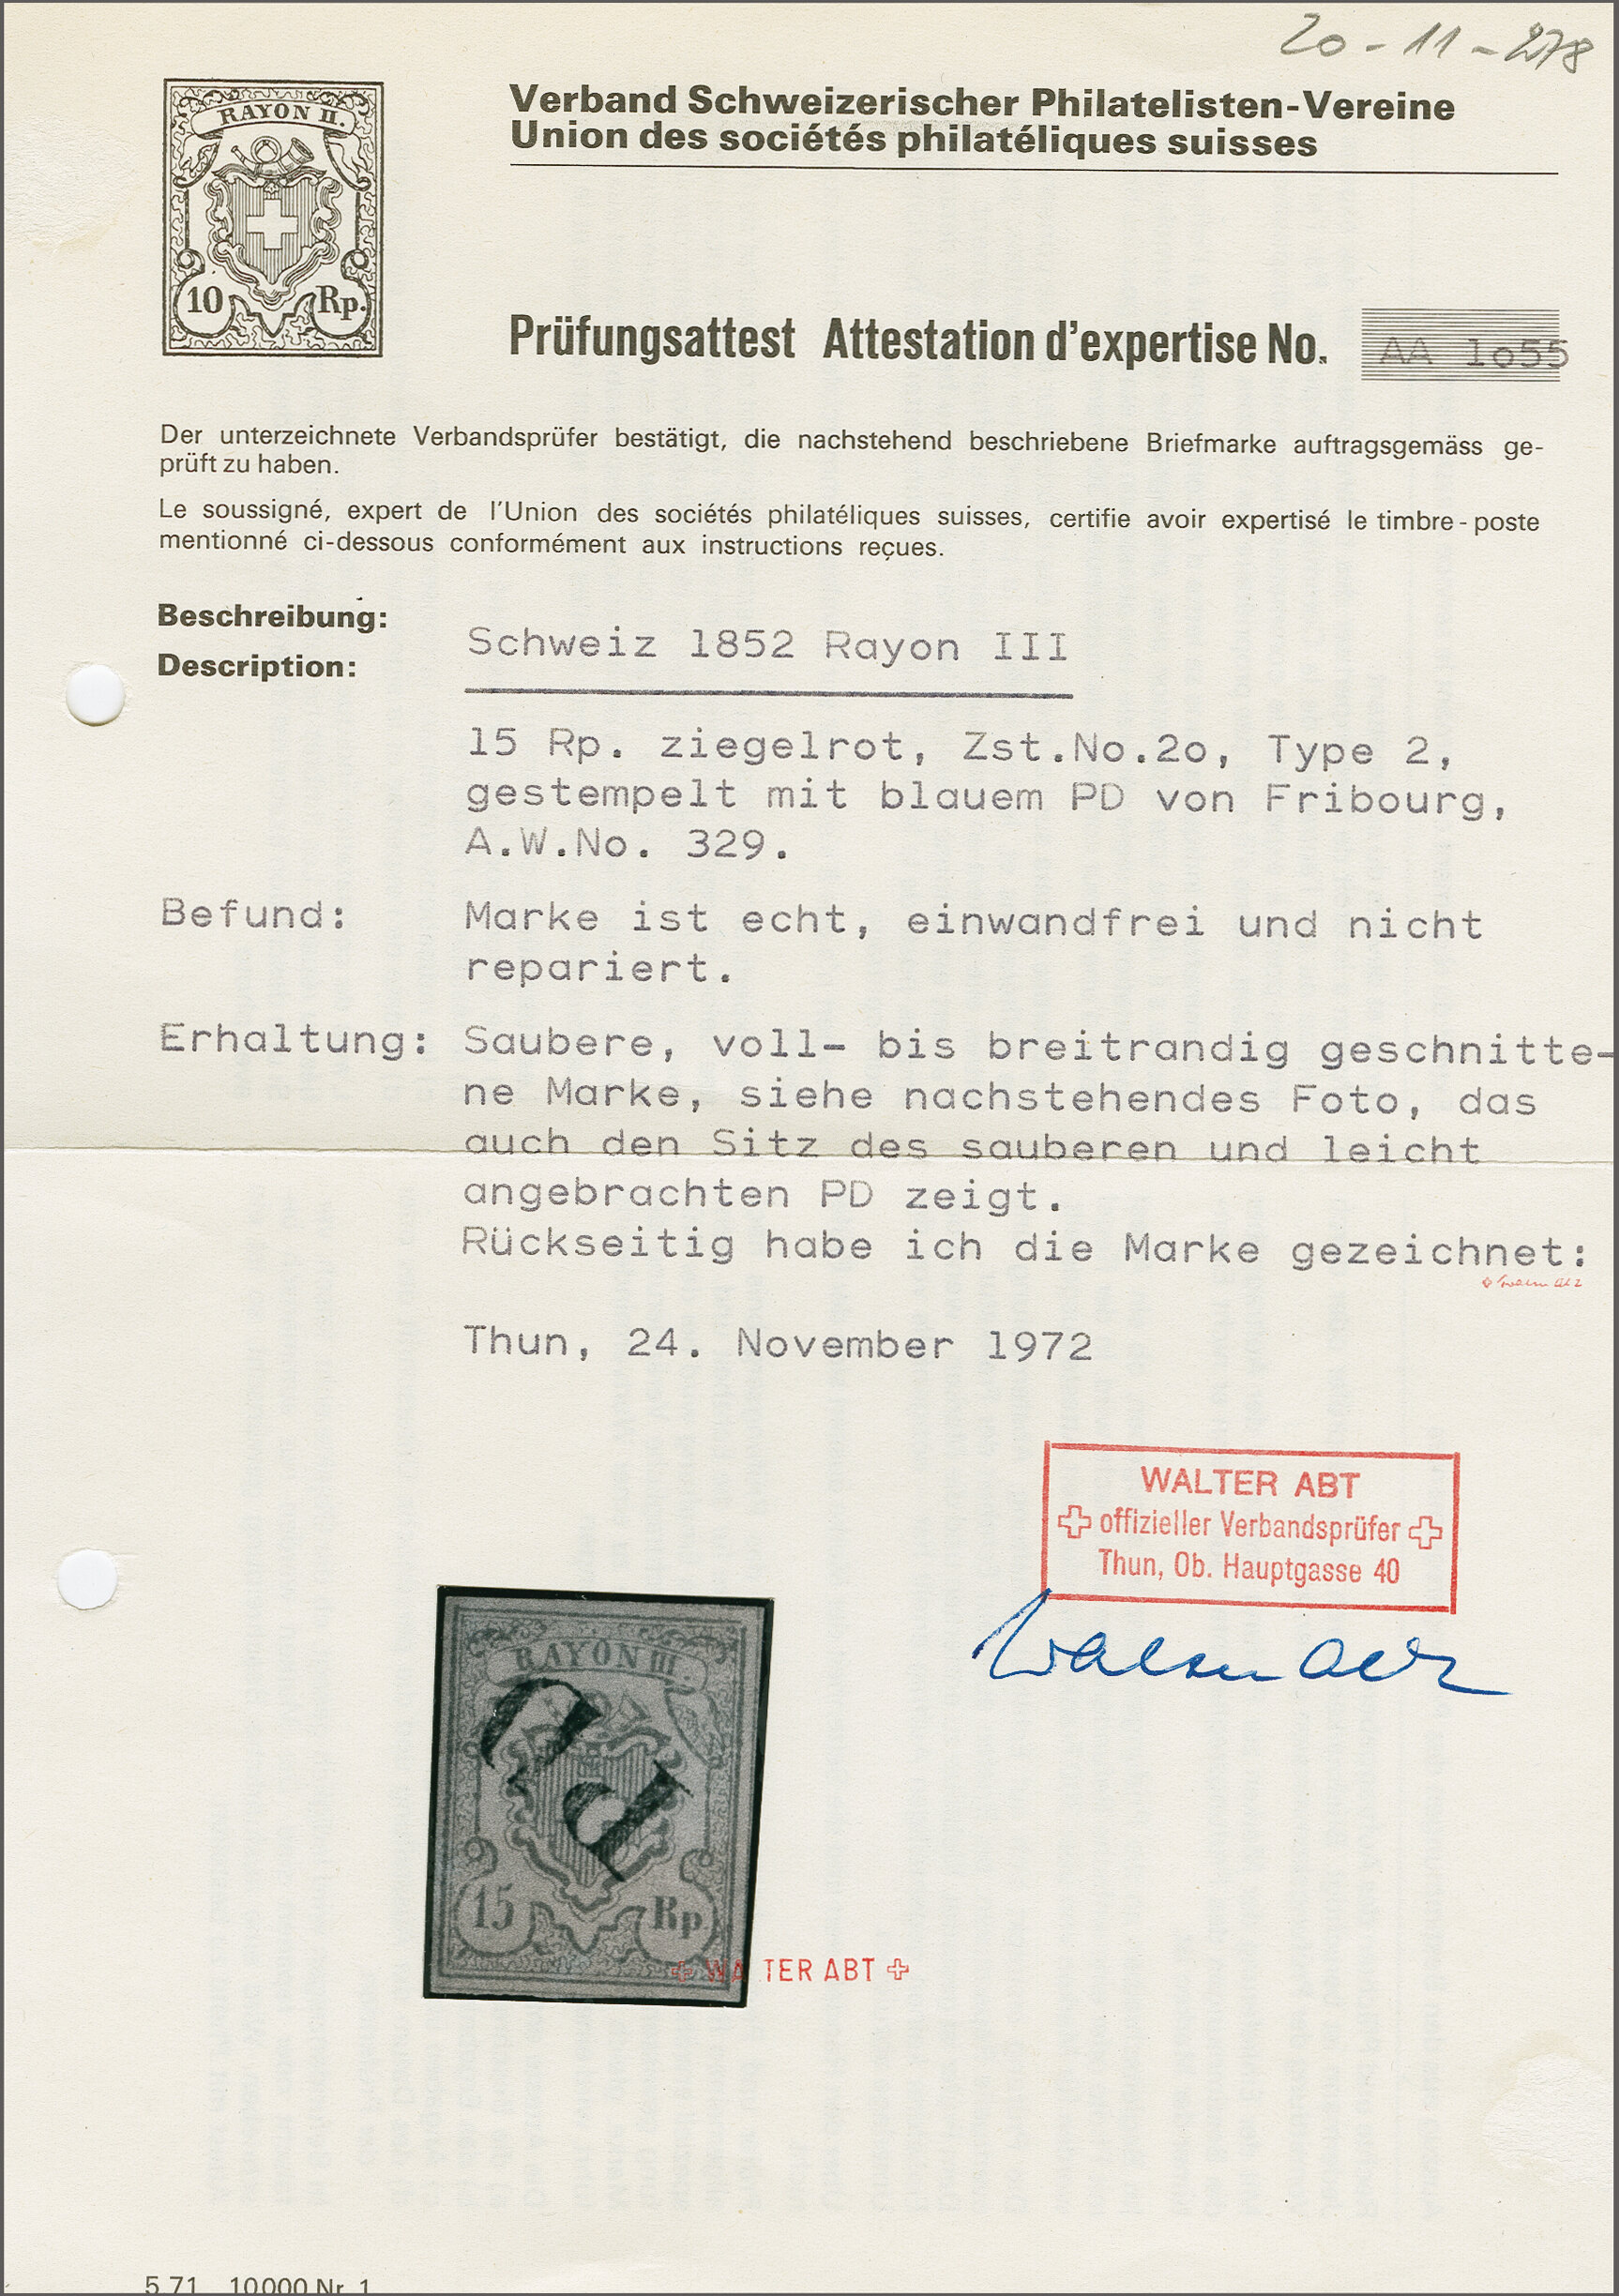 20-11-278
RAYON II.
10 Rp.
Verband Schweizerischer Philatelisten-Vereine
Union des sociétés philatéliques suisses
Prüfungsattest Attestation d'expertise No. AA 1o55
Der unterzeichnete Verbandsprüfer bestätigt, die nachstehend beschriebene Briefmarke auftragsgemäss ge-
prüft zu haben.
Le soussigné, expert de l'Union des sociétés philatéliques suisses, certifie avoir expertisé le timbre-poste
mentionné ci-dessous conformément aux instructions reçues.
Beschreibung:
Description:
Schweiz 1852 Rayon III
15 Rp. ziegelrot, Zst.No.2o, Type 2,
gestempelt mit blauem PD von Fribourg,
A.W.No. 329.
Befund: Marke ist echt, einwandfrei und nicht
repariert.
Erhaltung: Saubere, voll- bis breitrandig geschnitte-
ne Marke, siehe nachstehendes Foto, das
auch den Sitz des sauberen und leicht
angebrachten PD zeigt.
Rückseitig habe ich die Marke gezeichnet:
Thun, 24. November 1972
WALTER ABT
offizieller Verbandsprüfer
Thun, Ob. Hauptgasse 40
Walter Abt
RAYON III.
PD
15 Rp
WALTER ABT
5.71 10000 Nr. 1